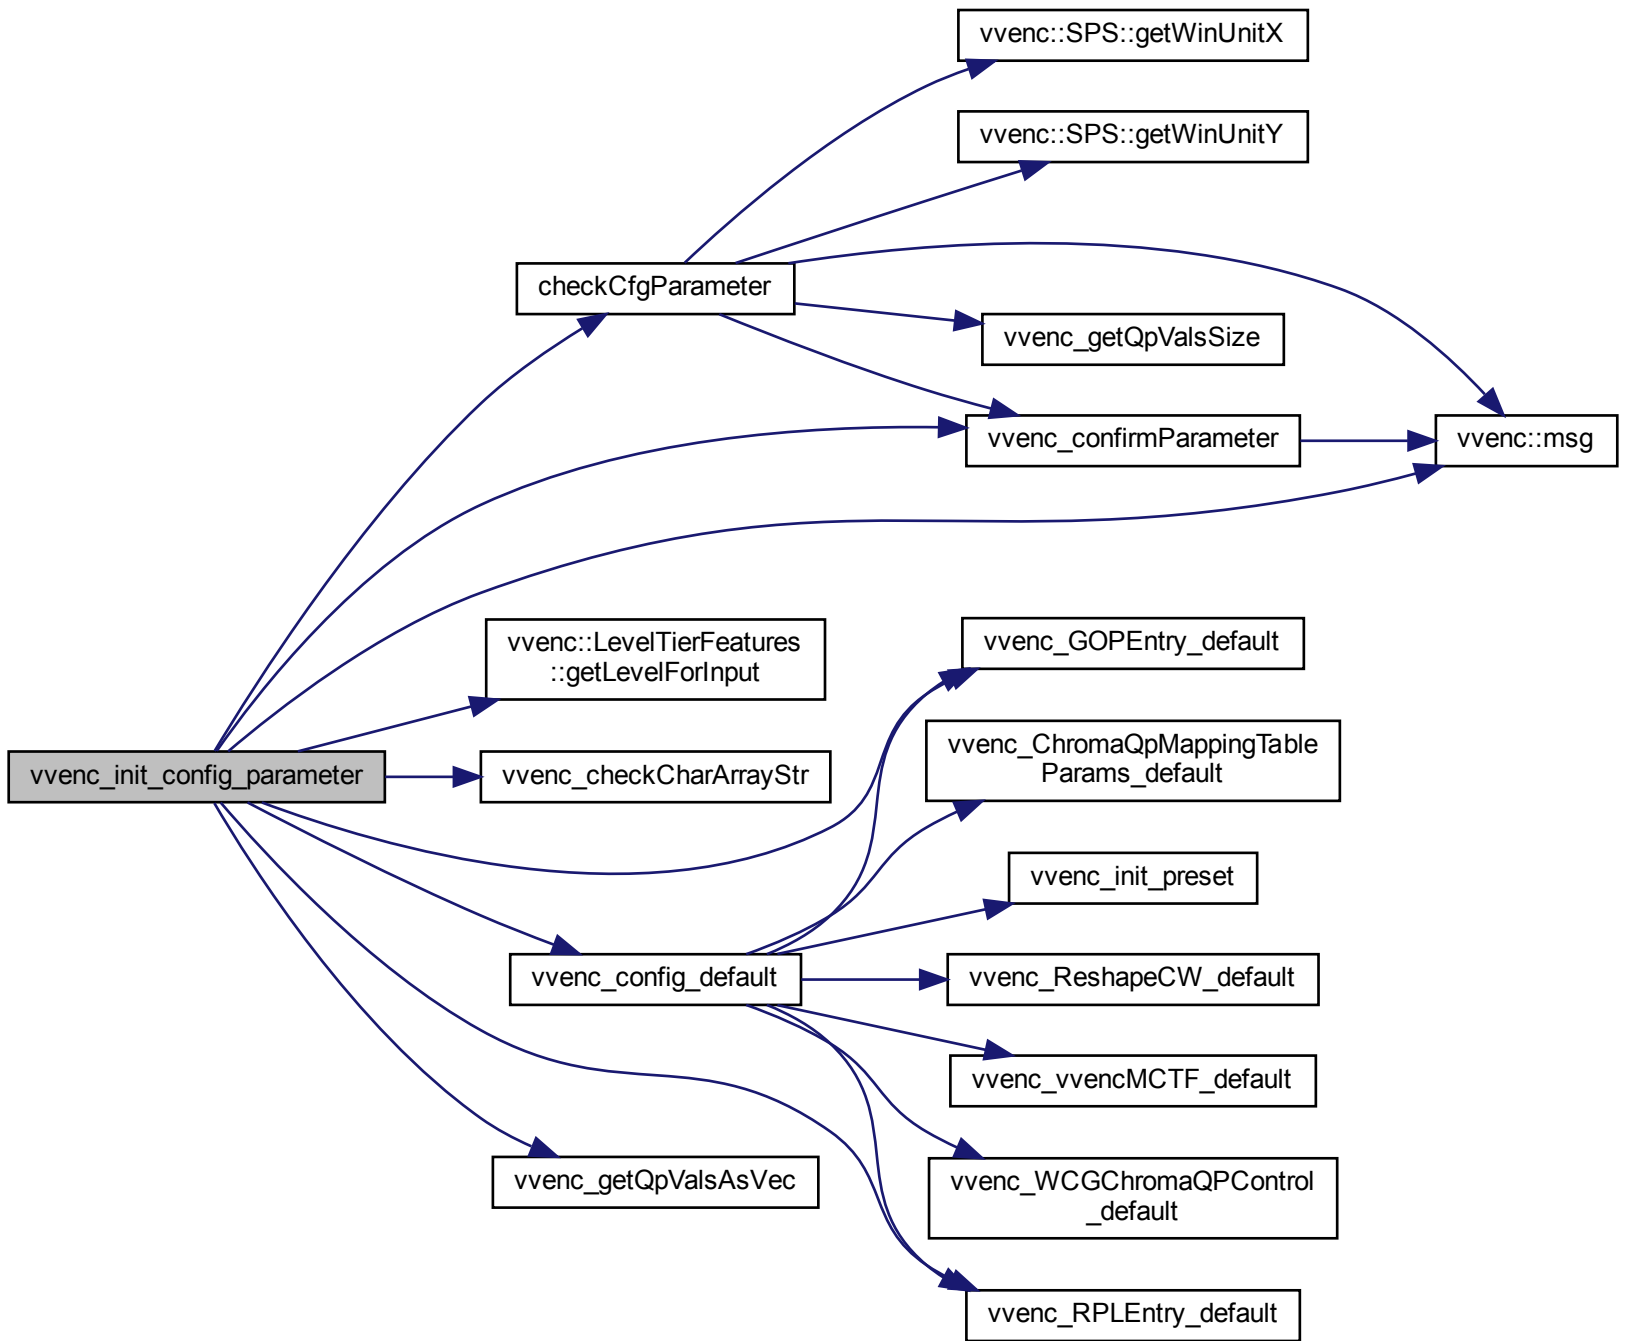 vvenc::SPS::getWinUnitX
vvenc::SPS::getWinUnitY
checkCfgParameter
vvenc_getQpValsSize
vvenc_confirmParameter
vvenc::msg
vvenc::LevelTierFeatures
::getLevelForInput
vvenc_GOPEntry_default
vvenc_init_config_parameter
vvenc_checkCharArrayStr
vvenc_ChromaQpMappingTable
Params_default
vvenc_init_preset
vvenc_config_default
vvenc_ReshapeCW_default
vvenc_vvencMCTF_default
vvenc_getQpValsAsVec
vvenc_WCGChromaQPControl
_default
vvenc_RPLEntry_default